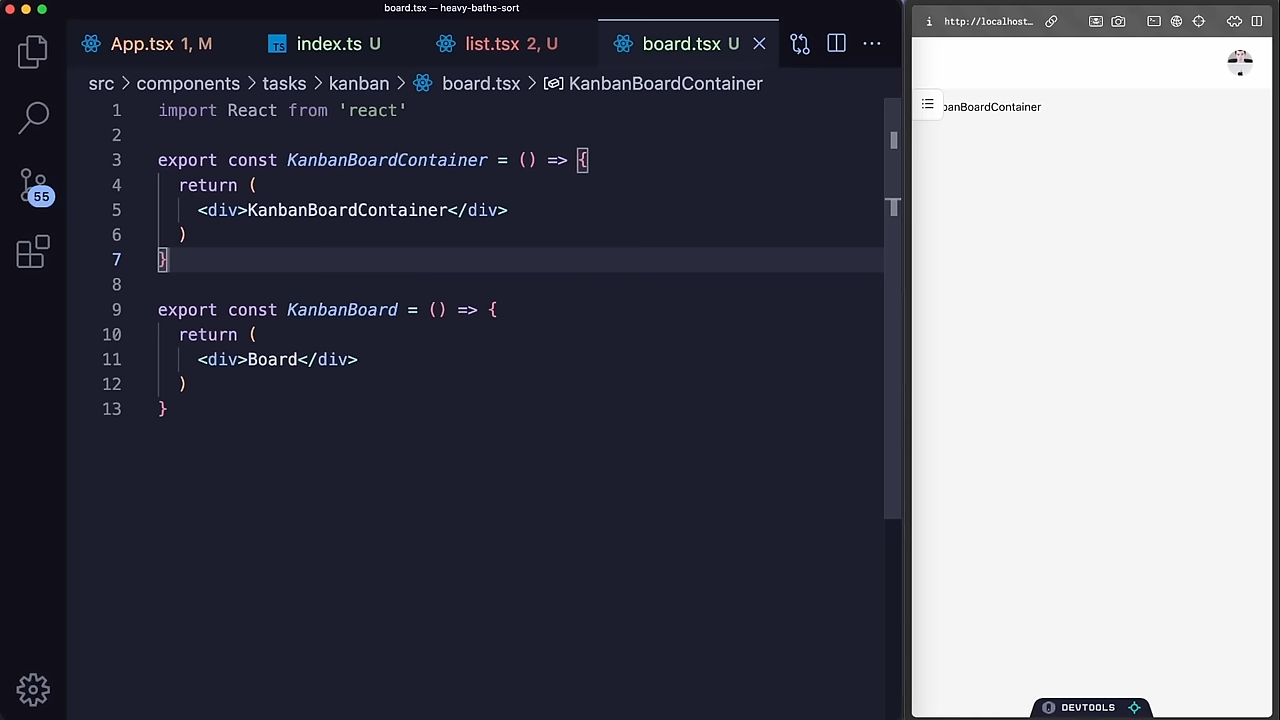 board.tsx — heavy-baths-sort
App.tsx 1, M
index.ts U
list.tsx 2, U
board.tsx U
http://localhost…
src > components > tasks > kanban > board.tsx > KanbanBoardContainer
1 import React from 'react'
2
3 export const KanbanBoardContainer = () => {
4 return (
5 <div>KanbanBoardContainer</div>
6 )
7 }
8
9 export const KanbanBoard = () => {
10 return (
11 <div>Board</div>
12 )
13 }
55
TS
banBoardContainer
DEVTOOLS